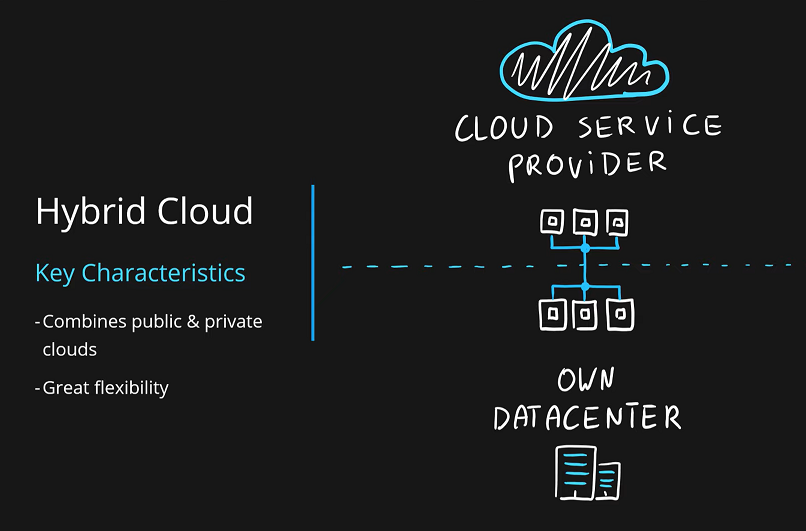 Hybrid Cloud
Key Characteristics
-Combines public & private
clouds
-Great flexibility
CLOUD SERViCE
PROViDER
OWN
DATACENTER